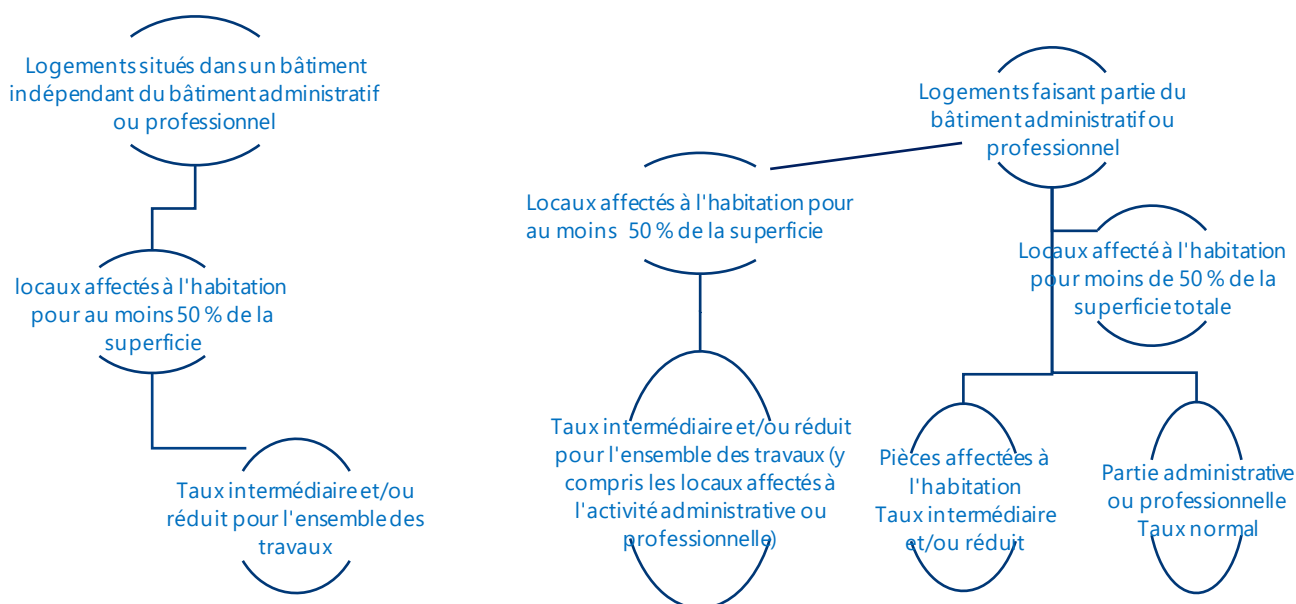 Logements situés dans un bâtiment
indépendant du bâtiment administratif
ou professionnel
locaux affectés à l'habitation
pour au moins 50 % de la
superficie
Taux intermédiaire et/ou
réduit pour l'ensemble des
travaux
Logements faisant partie du
bâtiment administratif ou
professionnel
Locaux affectés à l'habitation pour
au moins 50 % de la superficie
Taux intermédiaire et/ou réduit
pour l'ensemble des travaux (y
compris les locaux affectés à
l'activité administrative ou
professionnelle)
Locaux affecté à l'habitation
pour moins de 50 % de la
superficie totale
Pièces affectées à
l'habitation
Taux intermédiaire
et/ou réduit
Partie administrative
ou professionnelle
Taux normal